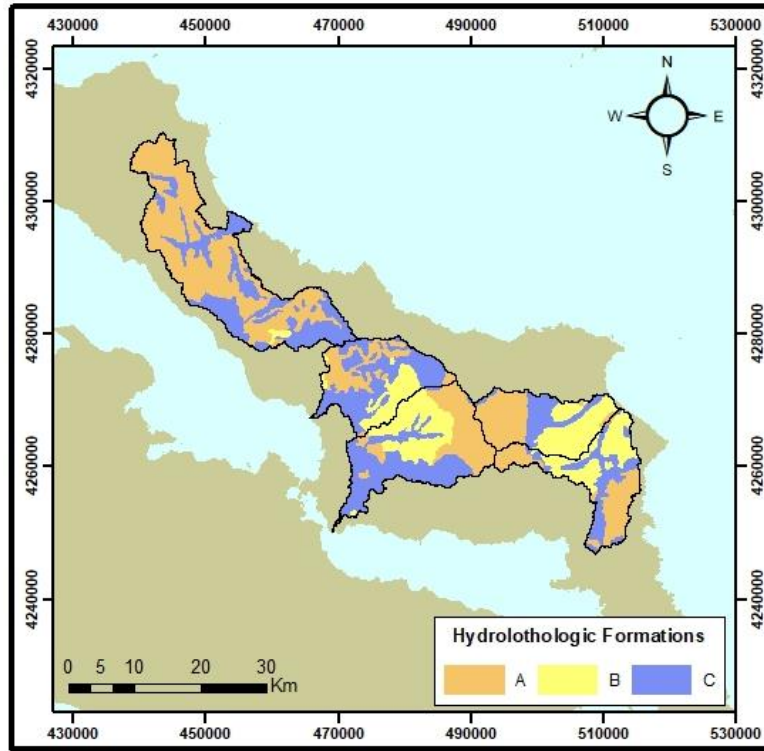 430000 450000 470000 490000 510000 530000
4320000 4320000
N
W E
S
4300000 4300000
4280000 4280000
4260000 4260000
4240000 4240000
Hydrolothologic Formations
0 5 10 20 30
Km
A B C
430000 450000 470000 490000 510000 530000